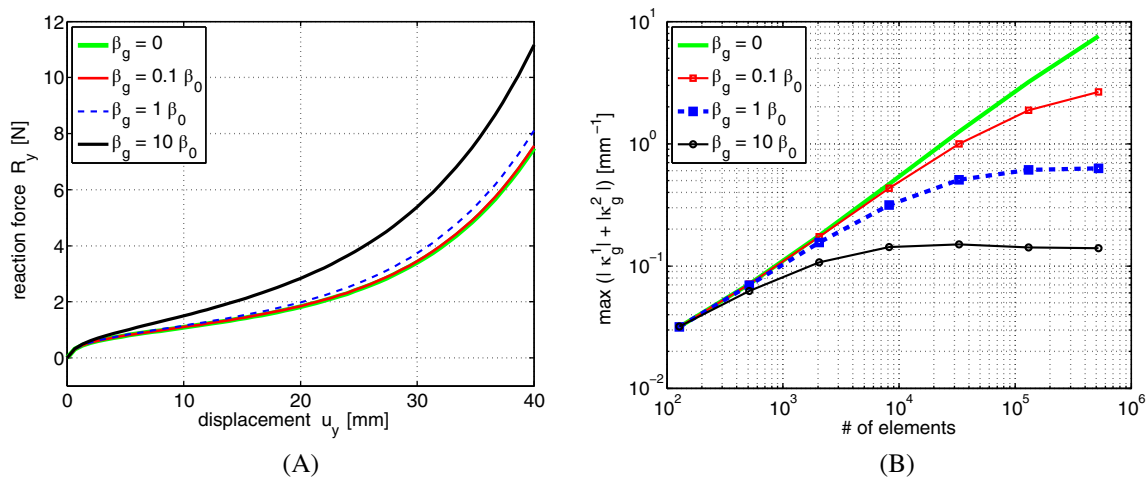 12
10
8
6
4
2
0
reaction force R_y [N]
β_g = 0
β_g = 0.1 β_0
β_g = 1 β_0
β_g = 10 β_0
0 10 20 30 40
displacement u_y [mm]
(A)
10^1
10^0
10^−1
10^−2
max (| κ_g^1| + |κ_g^2|) [mm^−1]
β_g = 0
β_g = 0.1 β_0
β_g = 1 β_0
β_g = 10 β_0
10^2 10^3 10^4 10^5 10^6
# of elements
(B)